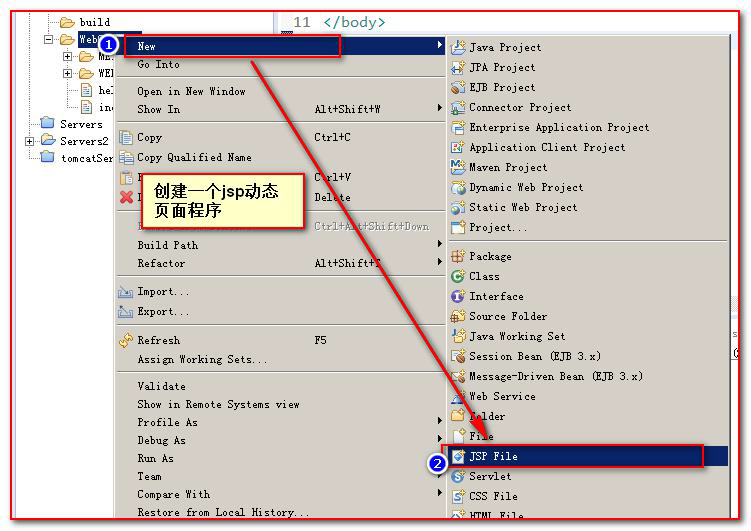 build
11 </body>
Web
New
Java Project
JPA Project
EJB Project
Connector Project
Enterprise Application Project
Application Client Project
Maven Project
Dynamic Web Project
Static Web Project
Project...
Package
Class
Interface
Source Folder
Java Working Set
Session Bean (EJB 3.x)
Message-Driven Bean (EJB 3.x)
Web Service
Folder
File
JSP File
Servlet
CSS File
HTML File
1
2
Go Into
Open in New Window
Show In Alt+Shift+W
Copy Ctrl+C
Copy Qualified Name
Ctrl+V
Delete
Ctrl+Alt+Shift+Down
Build Path
Refactor Alt+Shift+T
Import...
Export...
Refresh F5
Assign Working Sets...
Validate
Show in Remote Systems view
Profile As
Debug As
Run As
Team
Compare With
Restore from Local History...
Servers
Servers2
tomcatSer
创建一个jsp动态
页面程序